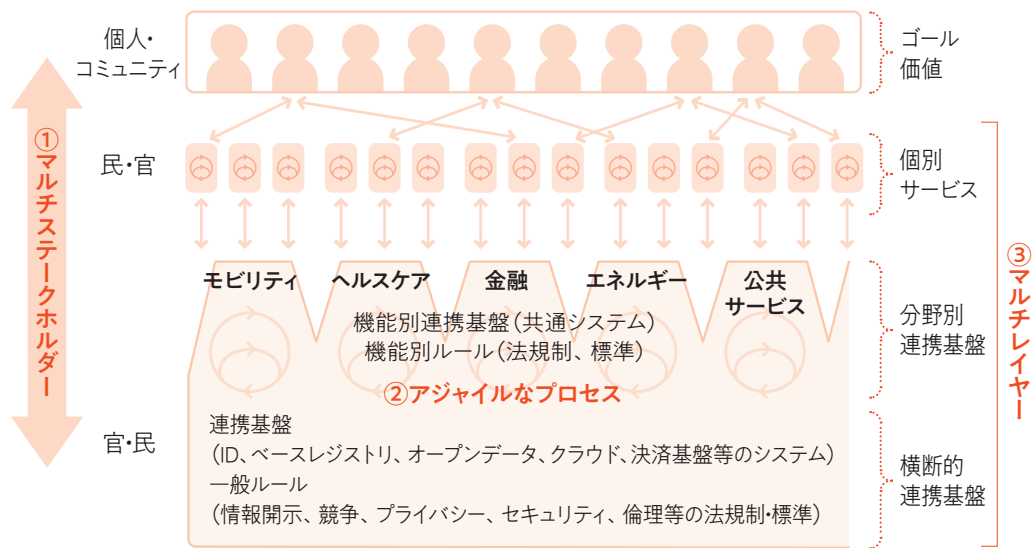 個人・
コミュニティ
ゴール
価値
①マルチステークホルダー
民・官
個別
サービス
③マルチレイヤー
モビリティ
ヘルスケア
金融
エネルギー
公共
サービス
機能別連携基盤（共通システム）
機能別ルール（法規制、標準）
分野別
連携基盤
②アジャイルなプロセス
官・民
連携基盤
（ID、ベースレジストリ、オープンデータ、クラウド、決済基盤等のシステム）
一般ルール
（情報開示、競争、プライバシー、セキュリティ、倫理等の法規制・標準）
横断的
連携基盤